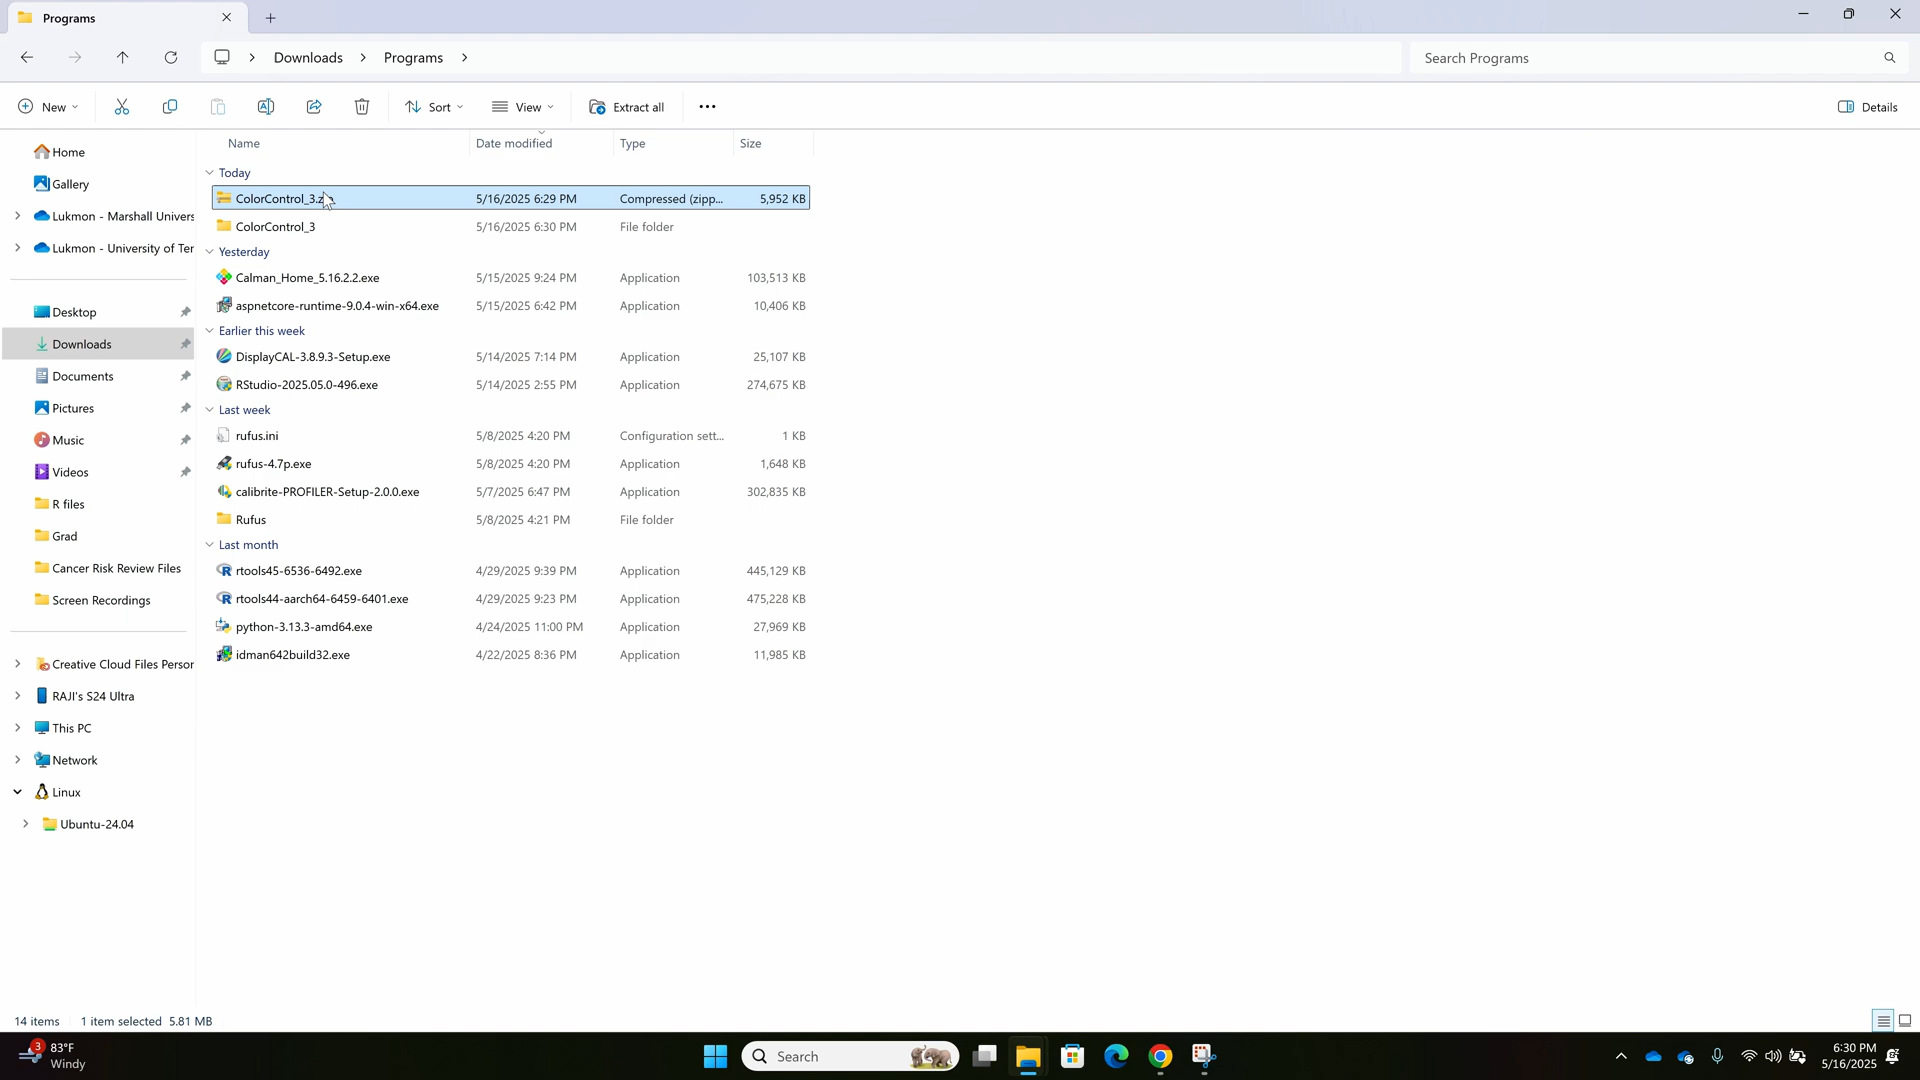 Programs
Downloads > Programs >
Search Programs
New
Sort
View
Extract all
Details
Name Date modified Type Size
Today
ColorControl_3.z 5/16/2025 6:29 PM Compressed (zipp... 5,952 KB
ColorControl_3 5/16/2025 6:30 PM File folder
Yesterday
Calman_Home_5.16.2.2.exe 5/15/2025 9:24 PM Application 103,513 KB
aspnetcore-runtime-9.0.4-win-x64.exe 5/15/2025 6:42 PM Application 10,406 KB
Earlier this week
DisplayCAL-3.8.9.3-Setup.exe 5/14/2025 7:14 PM Application 25,107 KB
RStudio-2025.05.0-496.exe 5/14/2025 2:55 PM Application 274,675 KB
Last week
rufus.ini 5/8/2025 4:20 PM Configuration sett... 1 KB
rufus-4.7p.exe 5/8/2025 4:20 PM Application 1,648 KB
calibrite-PROFILER-Setup-2.0.0.exe 5/7/2025 6:47 PM Application 302,835 KB
Rufus 5/8/2025 4:21 PM File folder
Last month
rtools45-6536-6492.exe 4/29/2025 9:39 PM Application 445,129 KB
rtools44-aarch64-6459-6401.exe 4/29/2025 9:23 PM Application 475,228 KB
python-3.13.3-amd64.exe 4/24/2025 11:00 PM Application 27,969 KB
idman642build32.exe 4/22/2025 8:36 PM Application 11,985 KB
Home
Gallery
Lukmon - Marshall Univers
Lukmon - University of Ter
Desktop
Downloads
Documents
Pictures
Music
Videos
R files
Grad
Cancer Risk Review Files
Screen Recordings
Creative Cloud Files Persor
RAJI's S24 Ultra
This PC
Network
Linux
Ubuntu-24.04
14 items 1 item selected 5.81 MB
3
83°F
Windy
Search
6:30 PM
5/16/2025